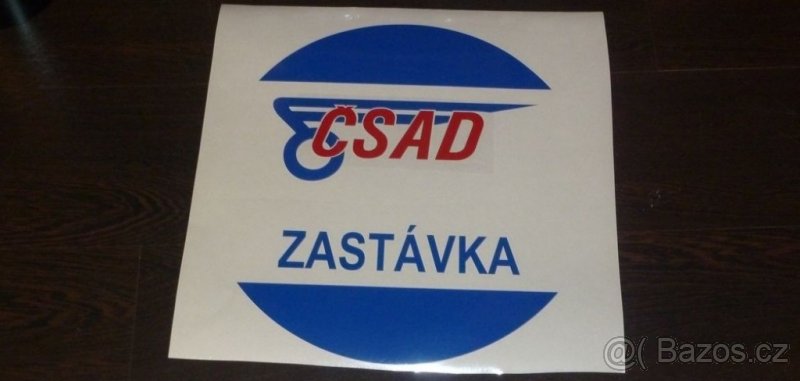 ČSAD
ZASTÁVKA
@( Bazos.cz